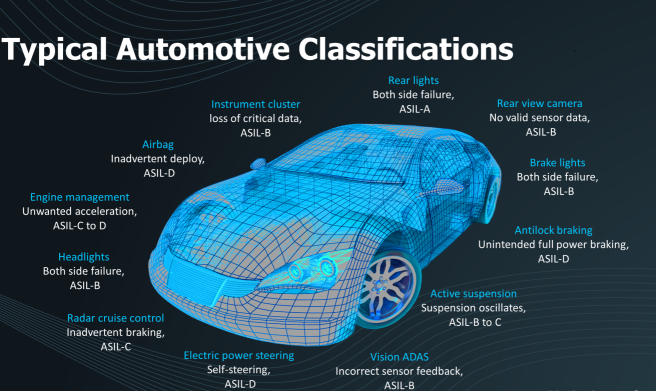 Typical Automotive Classifications
Rear lights
Both side failure,
ASIL-A
Instrument cluster
loss of critical data,
ASIL-B
Rear view camera
No valid sensor data,
ASIL-B
Airbag
Inadvertent deploy,
ASIL-D
Brake lights
Both side failure,
ASIL-B
Engine management
Unwanted acceleration,
ASIL-C to D
Antilock braking
Unintended full power braking,
ASIL-D
Headlights
Both side failure,
ASIL-B
Active suspension
Suspension oscillates,
ASIL-B to C
Radar cruise control
Inadvertent braking,
ASIL-C
Electric power steering
Self-steering,
ASIL-D
Vision ADAS
Incorrect sensor feedback,
ASIL-B